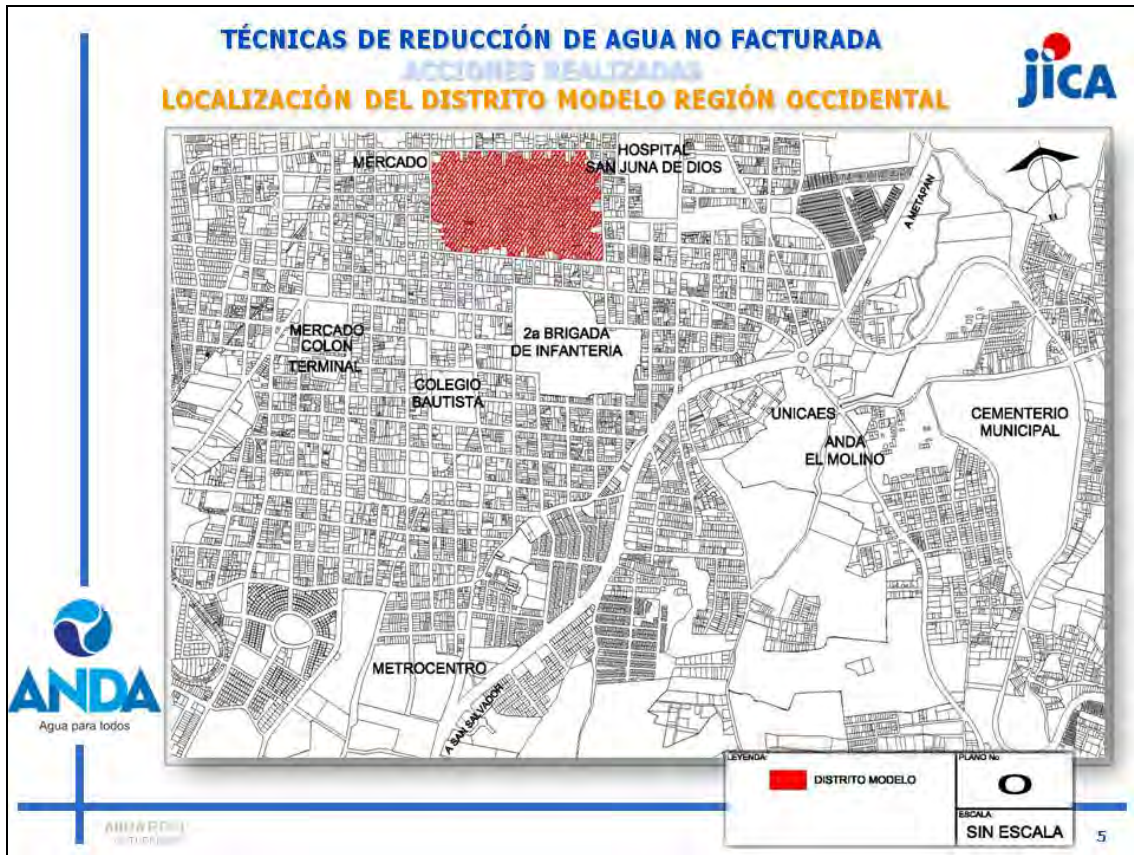 TÉCNICAS DE REDUCCIÓN DE AGUA NO FACTURADA
ACCIONES REALIZADAS
LOCALIZACIÓN DEL DISTRITO MODELO REGIÓN OCCIDENTAL
jICA
MERCADO
HOSPITAL
SAN JUNA DE DIOS
A METAPAN
MERCADO
COLON
TERMINAL
2a BRIGADA
DE INFANTERIA
COLEGIO
BAUTISTA
UNICAES
ANDA
EL MOLINO
CEMENTERIO
MUNICIPAL
METROCENTRO
A SAN SALVADOR
ANDA
Agua para todos
LEYENDA:
DISTRITO MODELO
PLANO No.
O
ESCALA:
SIN ESCALA
5